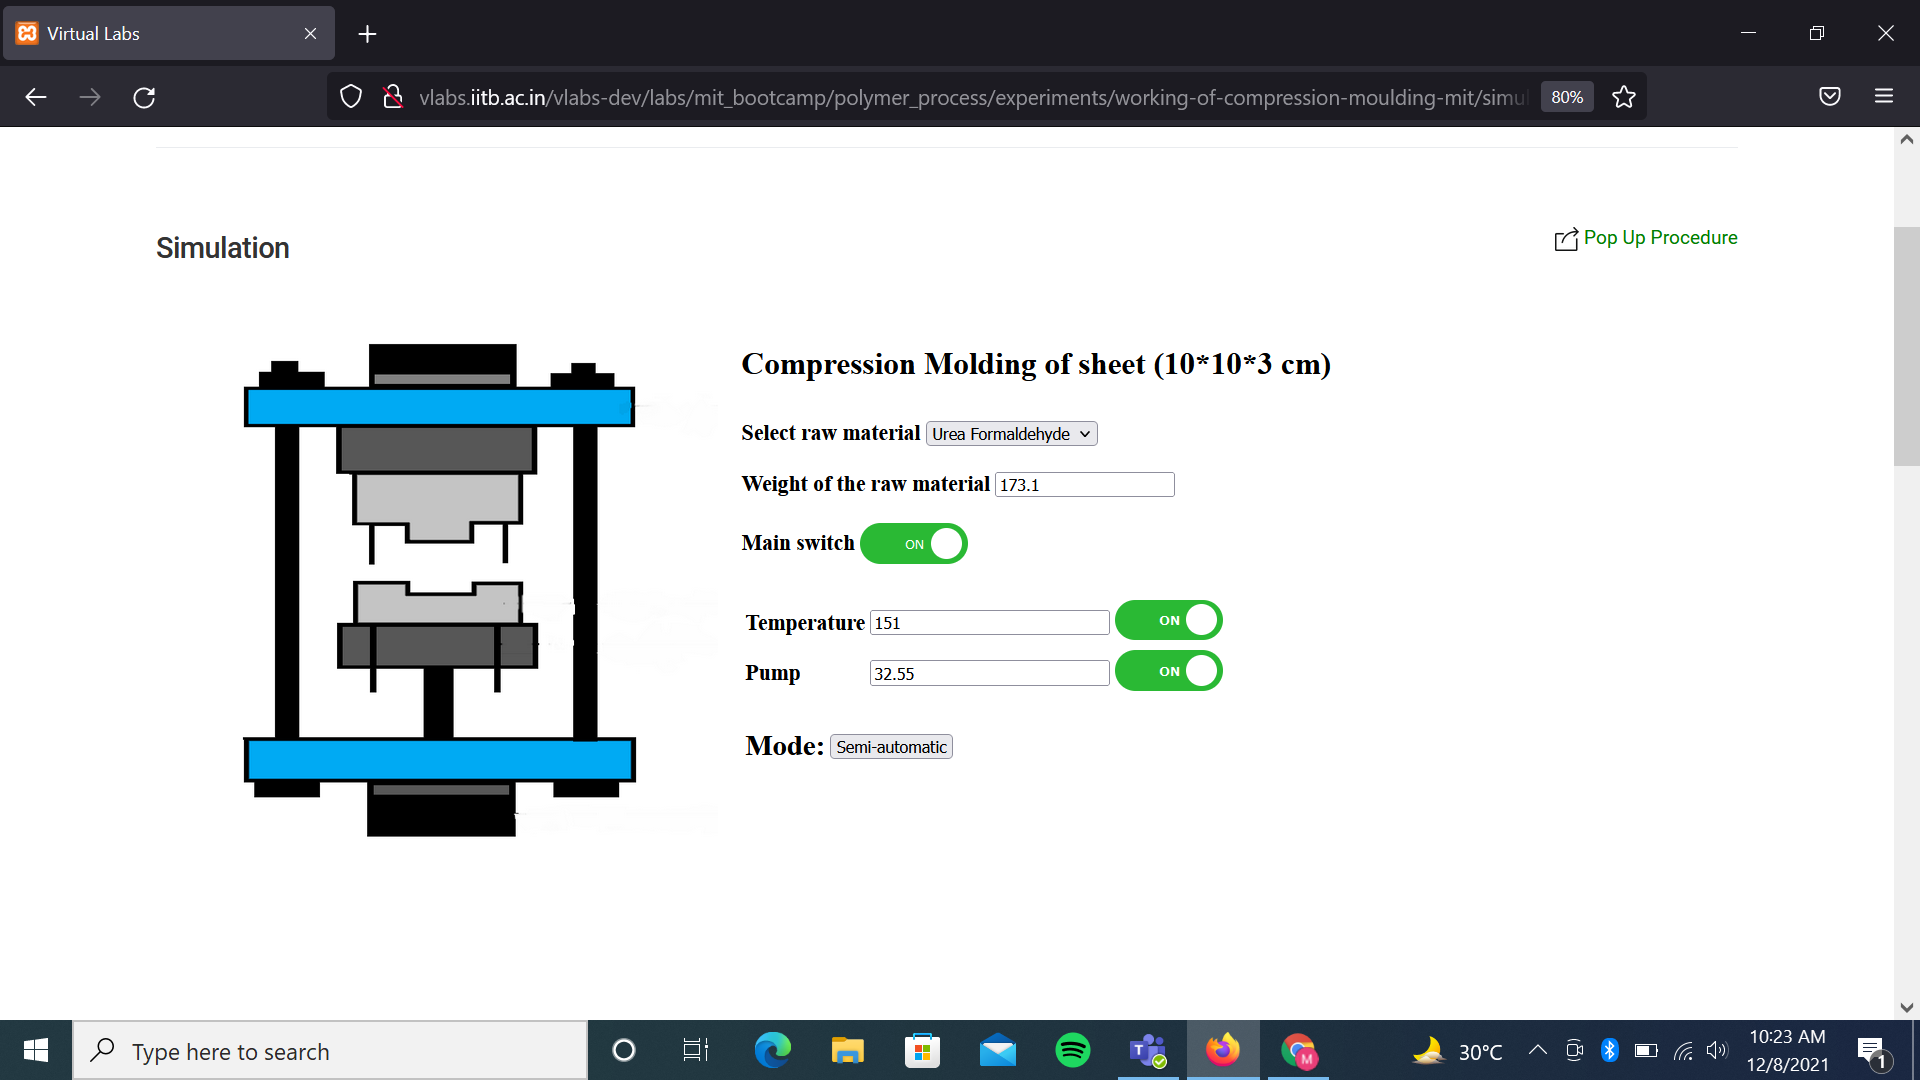 Virtual Labs
vlabs.iitb.ac.in/vlabs-dev/labs/mit_bootcamp/polymer_process/experiments/working-of-compression-moulding-mit/simu
80%
Simulation
Pop Up Procedure
Compression Molding of sheet (10*10*3 cm)
Select raw material Urea Formaldehyde
Weight of the raw material 173.1
Main switch ON
Temperature 151 ON
Pump 32.55 ON
Mode: Semi-automatic
Type here to search
T
M
30°C
10:23 AM
12/8/2021
1